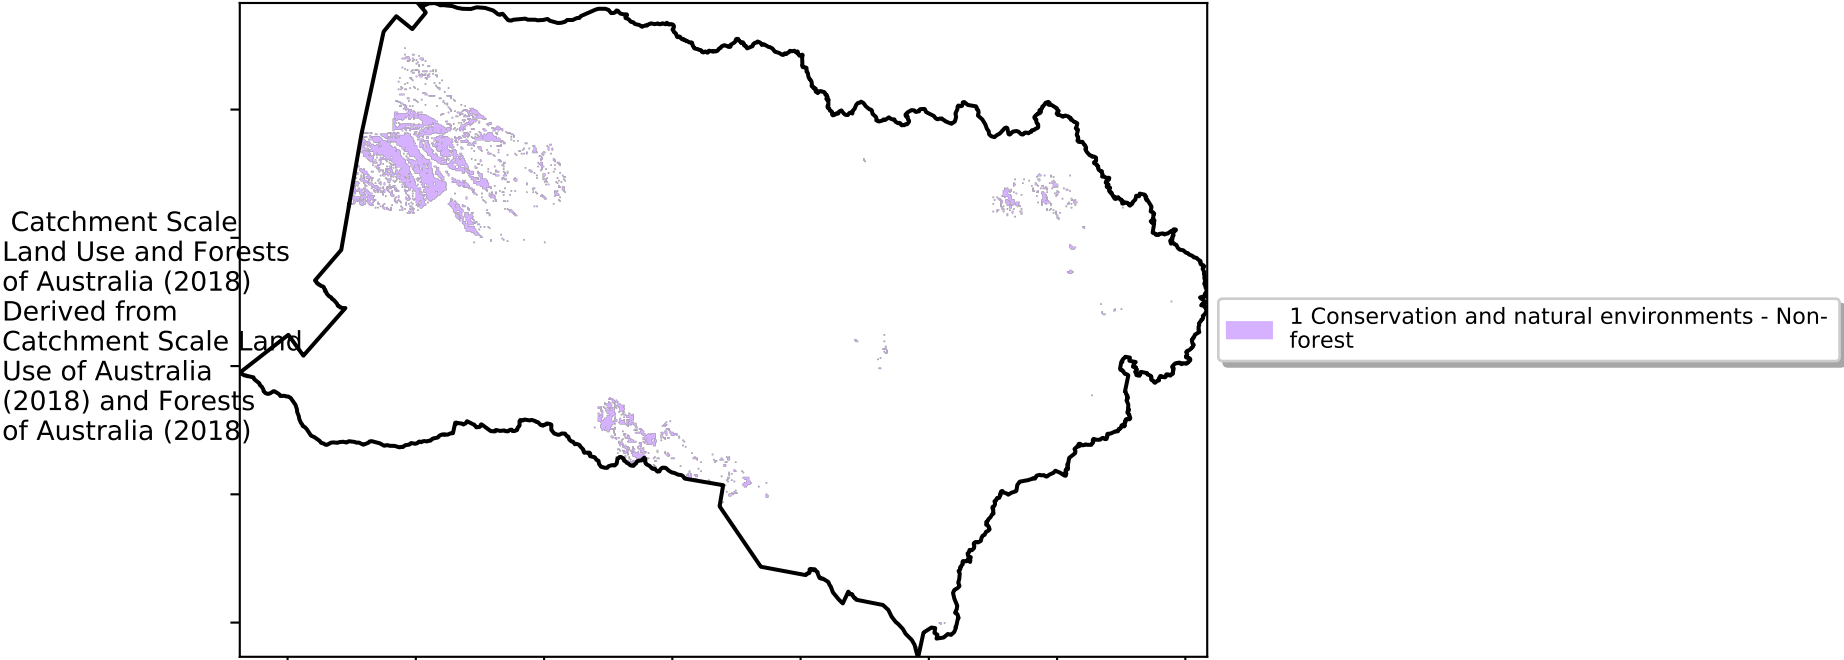 Catchment Scale
Land Use and Forests
of Australia (2018)
Derived from
Catchment Scale Land
Use of Australia
(2018) and Forests
of Australia (2018)
1 Conservation and natural environments - Non-
forest